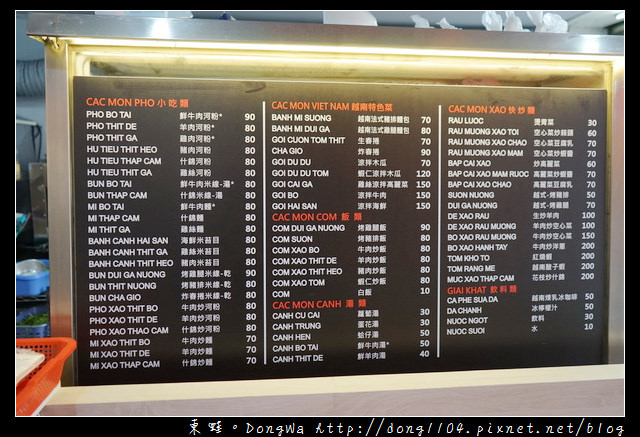 CAC MON PHO 小吃類
PHO BO TAI 鮮牛肉河粉* 90
PHO THIT DE 羊肉河粉* 80
PHO THIT GA 雞肉河粉* 80
HU TIEU THIT HEO 豬肉河粉* 80
HU TIEU THAP CAM 什錦河粉 80
HU TIEU THIT GA 雞絲河粉 80
BUN BO TAI 鮮牛肉米線-湯* 80
BUN THAP CAM 什錦米線-湯 80
MI BO TAI 鮮牛肉麵* 80
MI THAP CAM 什錦麵 80
MI THIT GA 雞絲麵 80
BANH CANH HAI SAN 海鮮米苔目 80
BANH CANH THIT GA 雞絲米苔目 80
BANH CANH THIT HEO 豬肉米苔目 80
BUN DUI GA NUONG 烤雞腿米線-乾 90
BUN THIT NUONG 烤豬排米線-乾 80
BUN CHA GIO 炸春捲米線-乾 80
PHO XAO THIT BO 牛肉炒河粉 80
PHO XAO THIT DE 羊肉炒河粉 80
PHO XAO THAO CAM 什錦炒河粉 80
MI XAO THIT BO 牛肉炒麵 70
MI XAO THIT DE 羊肉炒麵* 70
MI XAO THAP CAM 什錦炒麵 70
CAC MON VIET NAM 越南特色菜
BANH MI SUONG 越南法式豬排麵包 70
BANH MI DUI GA 越南法式雞腿麵包 80
GOI CUON TOM THIT 生春捲 70
CHA GIO 炸春捲 90
GOI DU DU 涼拌木瓜 70
GOI DU DU TOM 蝦仁涼拌木瓜 120
GOI CAI GA 雞絲涼拌高麗菜 150
GOI BO 涼拌牛肉 150
GOI HAI SAN 涼拌海鮮 150
CAC MON COM 飯類
COM DUI GA NUONG 烤雞腿飯 90
COM SUON 烤豬排飯 80
COM XAO BO 牛肉炒飯 80
COM XAO THIT DE 羊肉炒飯 80
COM XAO THIT HEO 豬肉炒飯 80
COM XAO TOM 蝦仁炒飯 80
COM 白飯 10
CAC MON CANH 湯類
CANH CU CAI 蘿蔔湯 30
CANH TRUNG 蛋花湯 30
CANH HEN 蛤仔湯 50
CANH BO TAI 鮮牛肉湯* 50
CANH THIT DE 鮮羊肉湯 40
CAC MON XAO 快炒類
RAU LUOC 燙青菜 30
RAU MUONG XAO TOI 空心菜炒蒜頭 60
RAU MUONG XAO CHAO 空心菜豆腐乳 70
RAU MUONG XAO MAM 空心菜炒蝦醬 70
BAP CAI XAO 炒高麗菜 60
BAP CAI XAO MAM RUOC 高麗菜炒蝦醬 70
BAP CAI XAO CHAO 高麗菜豆腐乳 70
SUON NUONG 越式-烤豬排 50
DUI GA NUONG 越式-烤雞腿 70
DE XAO RAU 生炒羊肉 100
DE XAO RAU MUONG 羊肉炒空心菜 100
BO XAO RAU MUONG 牛肉炒空心菜 150
BO XAO HANH TAY 牛肉炒洋蔥 200
TOM KHO TO 紅燒蝦 200
TOM RANG ME 越南酸子蝦 200
MUC XAO THAP CAM 花枝炒什錦 200
GIAI KHAT 飲料類
CA PHE SUA DA 越南煉乳冰咖啡 50
DA CHANH 冰檸檬汁 50
NUOC NGOT 飲料 30
NUOC SUOI 水 10
東蛙。DongWa http://dong1104.pixnet.net/blog